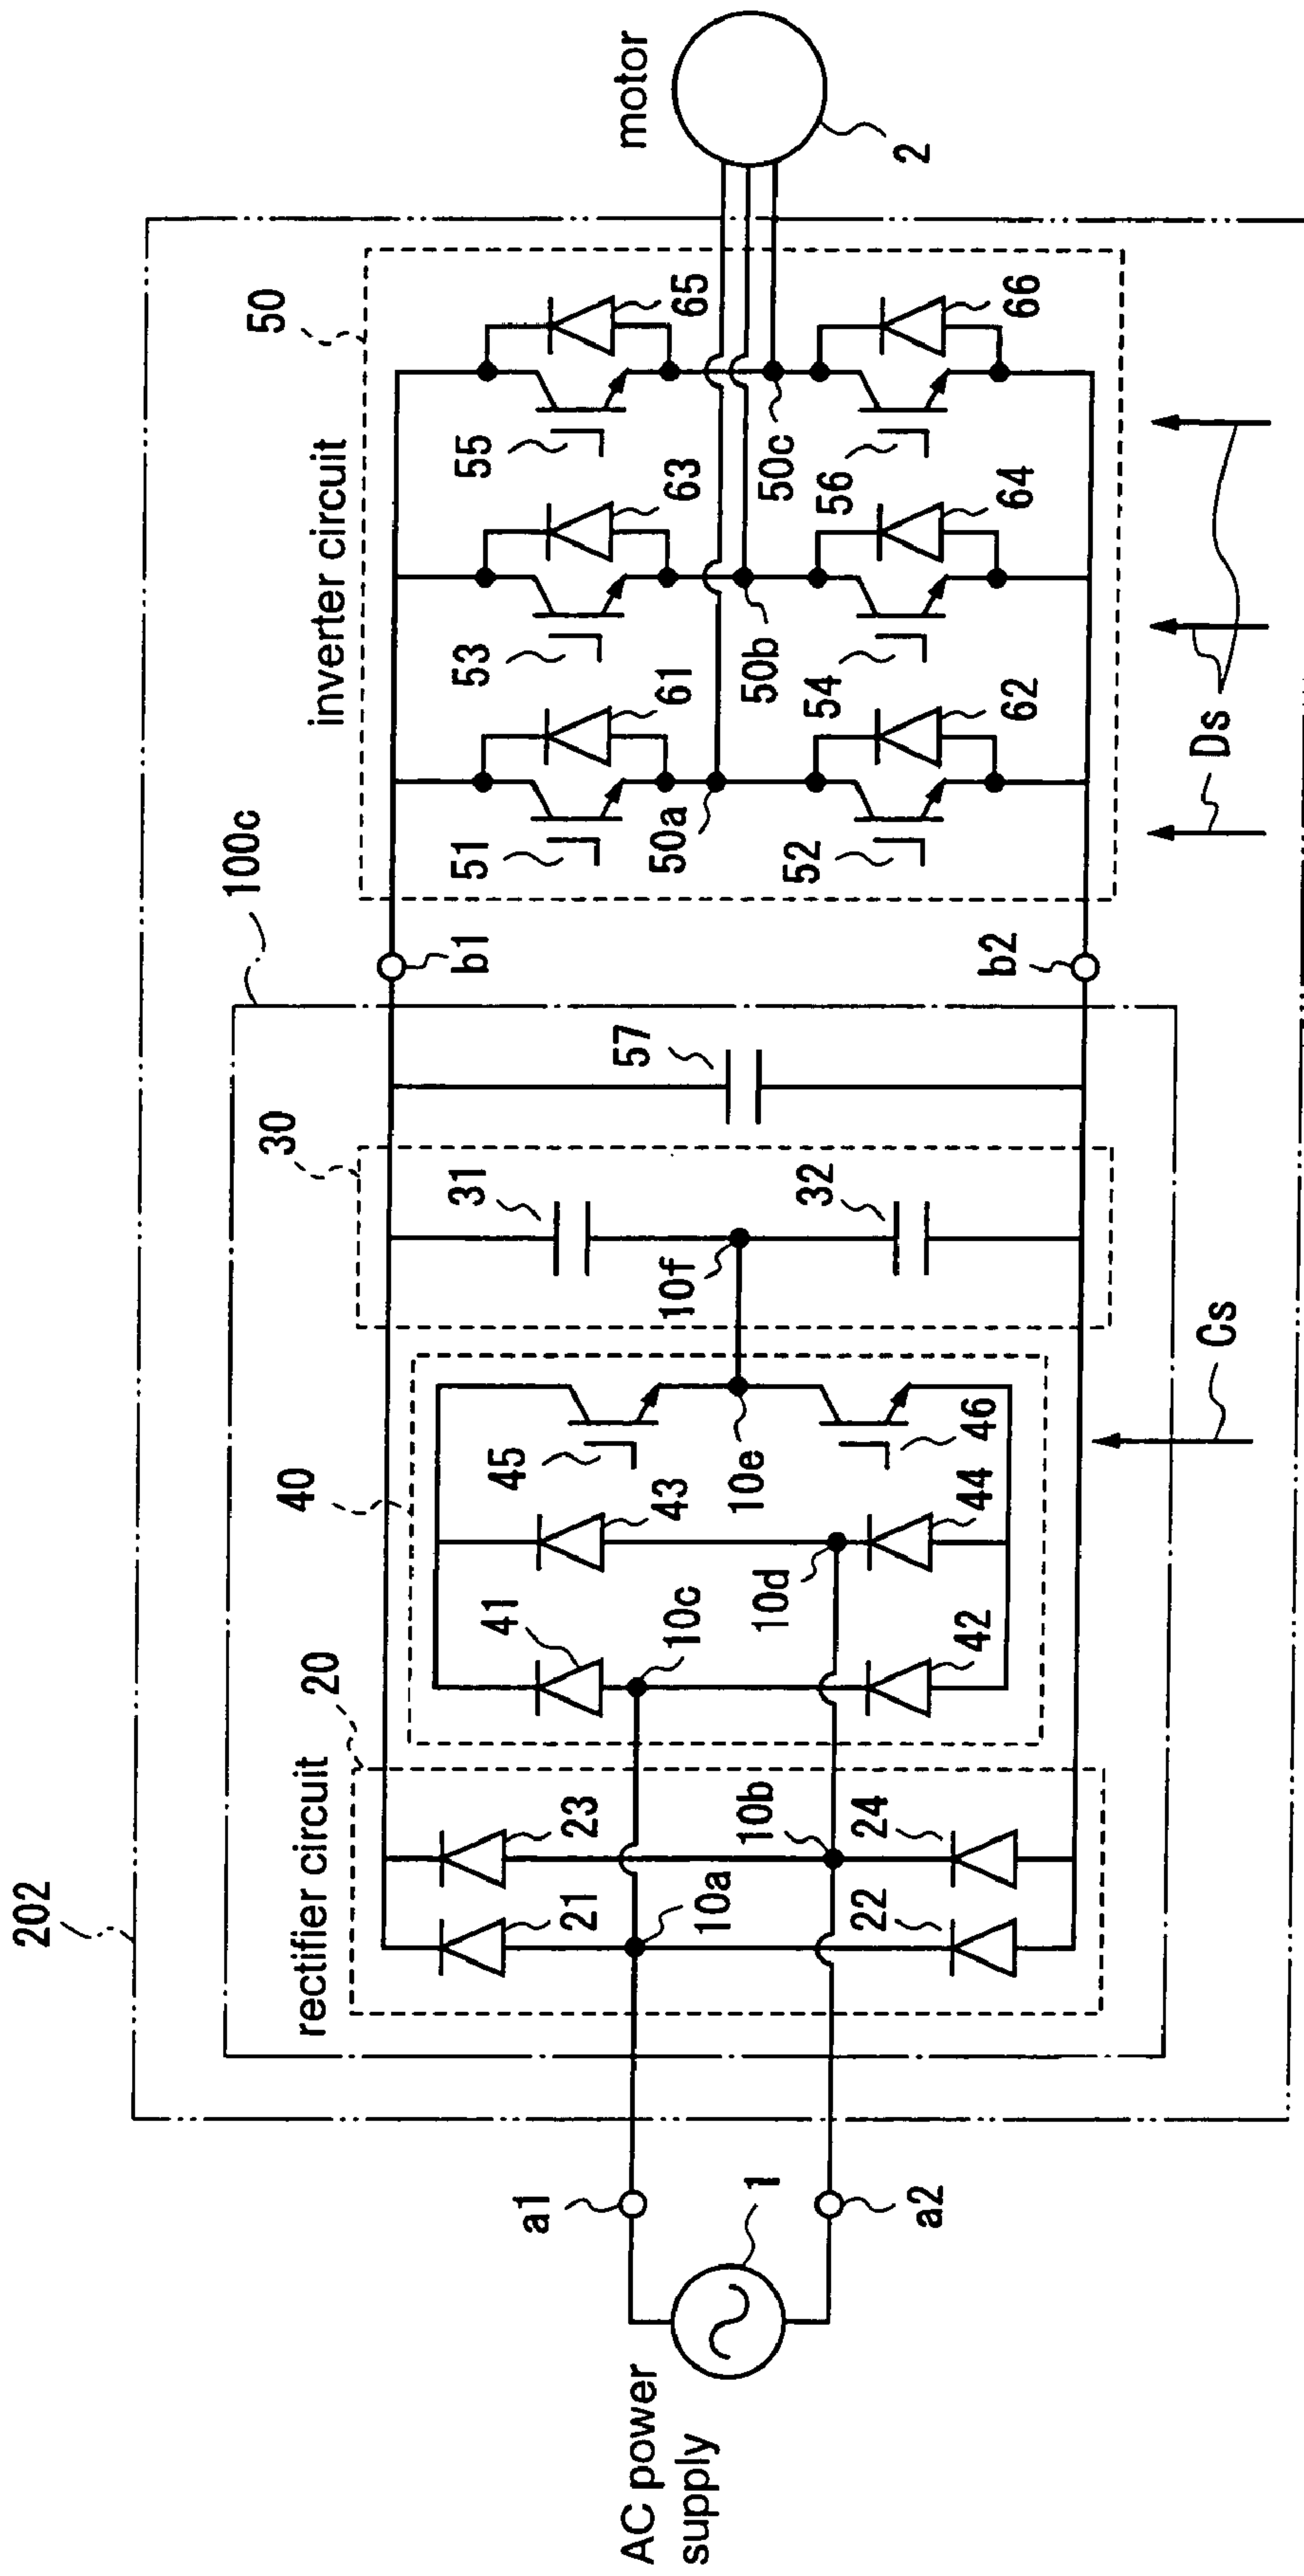 202
100c
rectifier circuit
20
40
30
inverter circuit
50
motor
2
AC power
supply
1
a1
a2
21
23
22
24
10a
10b
41
43
42
44
10c
10d
45
46
10e
10f
31
32
57
b1
b2
51
61
53
63
55
65
50a
50b
50c
52
62
54
64
56
66
Cs
Ds